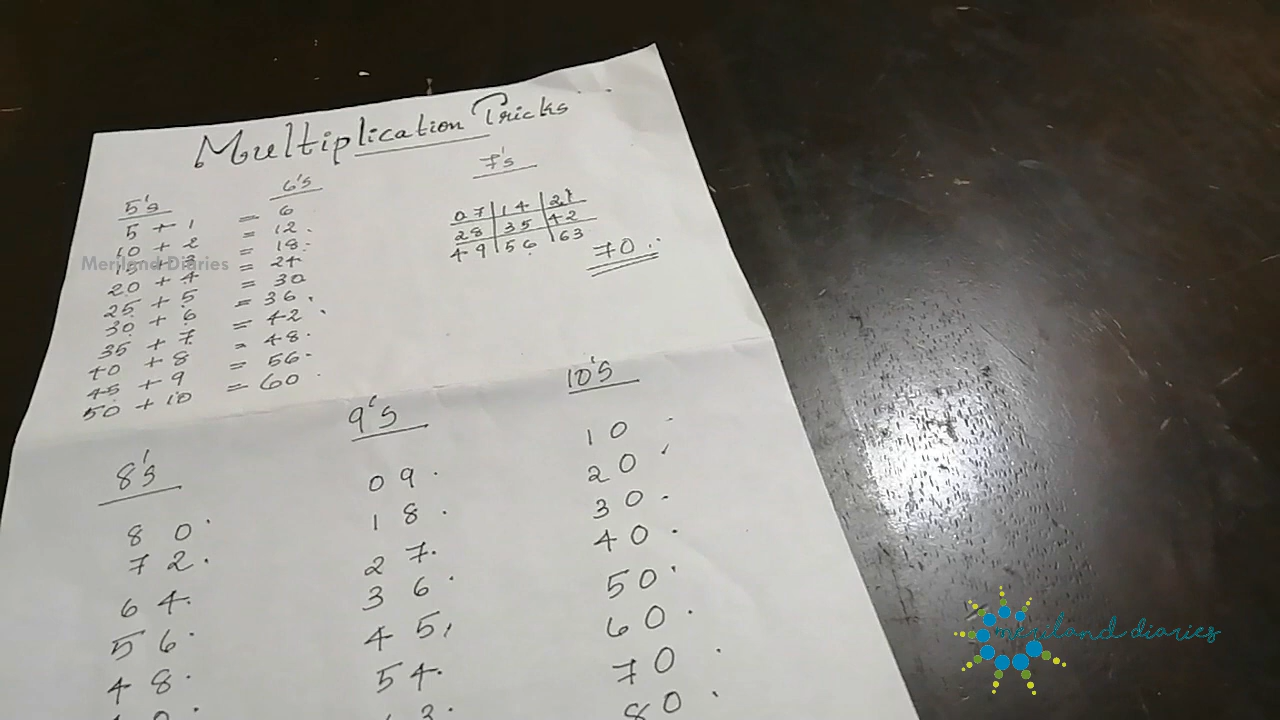 Multiplication Tricks...
5's
6's
5 + 1 = 6
10 + 2 = 12.
15 + 3 = 18.
20 + 4 = 24
25 + 5 = 30
30 + 6 = 36.
35 + 7 = 42.
40 + 8 = 48.
45 + 9 = 56.
50 + 10 = 60.
7's
07 14 21
28 35 42
49 56 63
70..
8's
80.
72.
64.
56.
48.
9's
09.
18.
27.
36.
45,
54.
10's
10.
20,
30.
40.
50.
60.
70.
80.
Meriland Diaries
meriland diaries